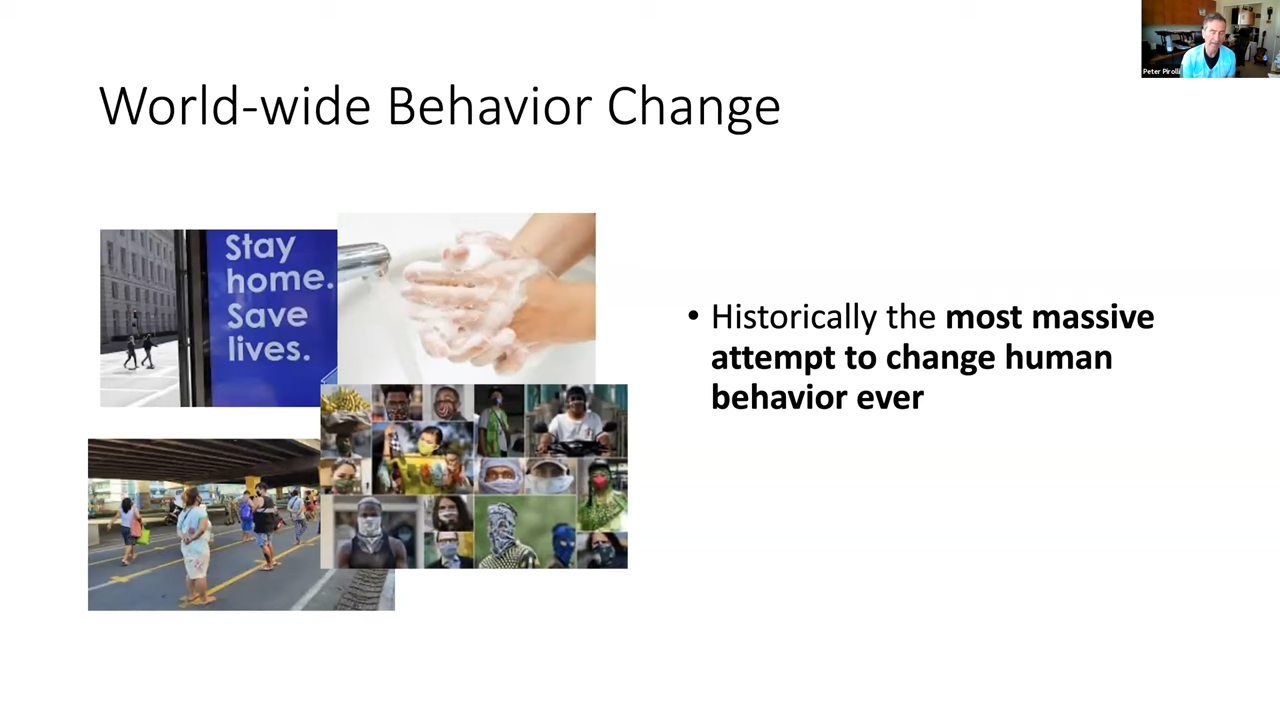 Peter Pirolli
World-wide Behavior Change
Stay
home.
Save
lives.
• Historically the most massive
attempt to change human
behavior ever